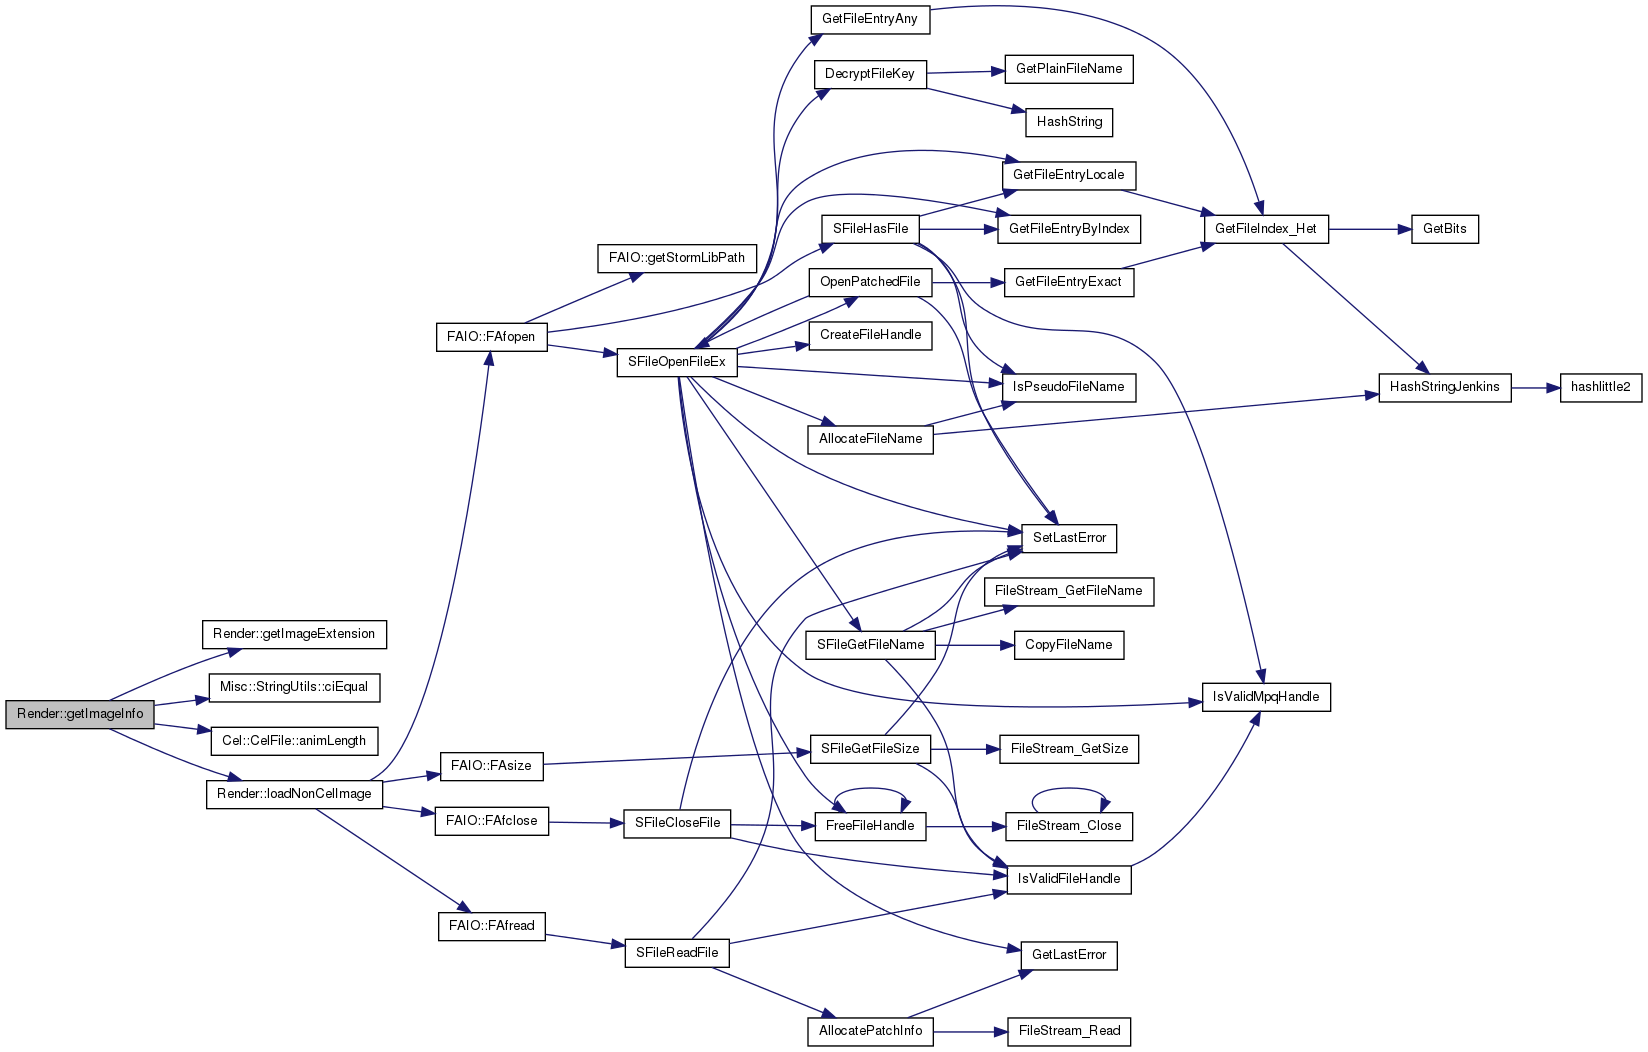 GetFileEntryAny
DecryptFileKey
GetPlainFileName
HashString
GetFileEntryLocale
SFileHasFile
GetFileEntryByIndex
GetFileIndex_Het
GetBits
FAIO::getStormLibPath
OpenPatchedFile
GetFileEntryExact
FAIO::FAfopen
CreateFileHandle
SFileOpenFileEx
IsPseudoFileName
HashStringJenkins
hashlittle2
AllocateFileName
SetLastError
FileStream_GetFileName
Render::getImageExtension
SFileGetFileName
CopyFileName
Misc::StringUtils::ciEqual
IsValidMpqHandle
Render::getImageInfo
Cel::CelFile::animLength
SFileGetFileSize
FileStream_GetSize
FAIO::FAsize
Render::loadNonCelImage
FAIO::FAfclose
SFileCloseFile
FreeFileHandle
FileStream_Close
IsValidFileHandle
FAIO::FAfread
SFileReadFile
GetLastError
AllocatePatchInfo
FileStream_Read